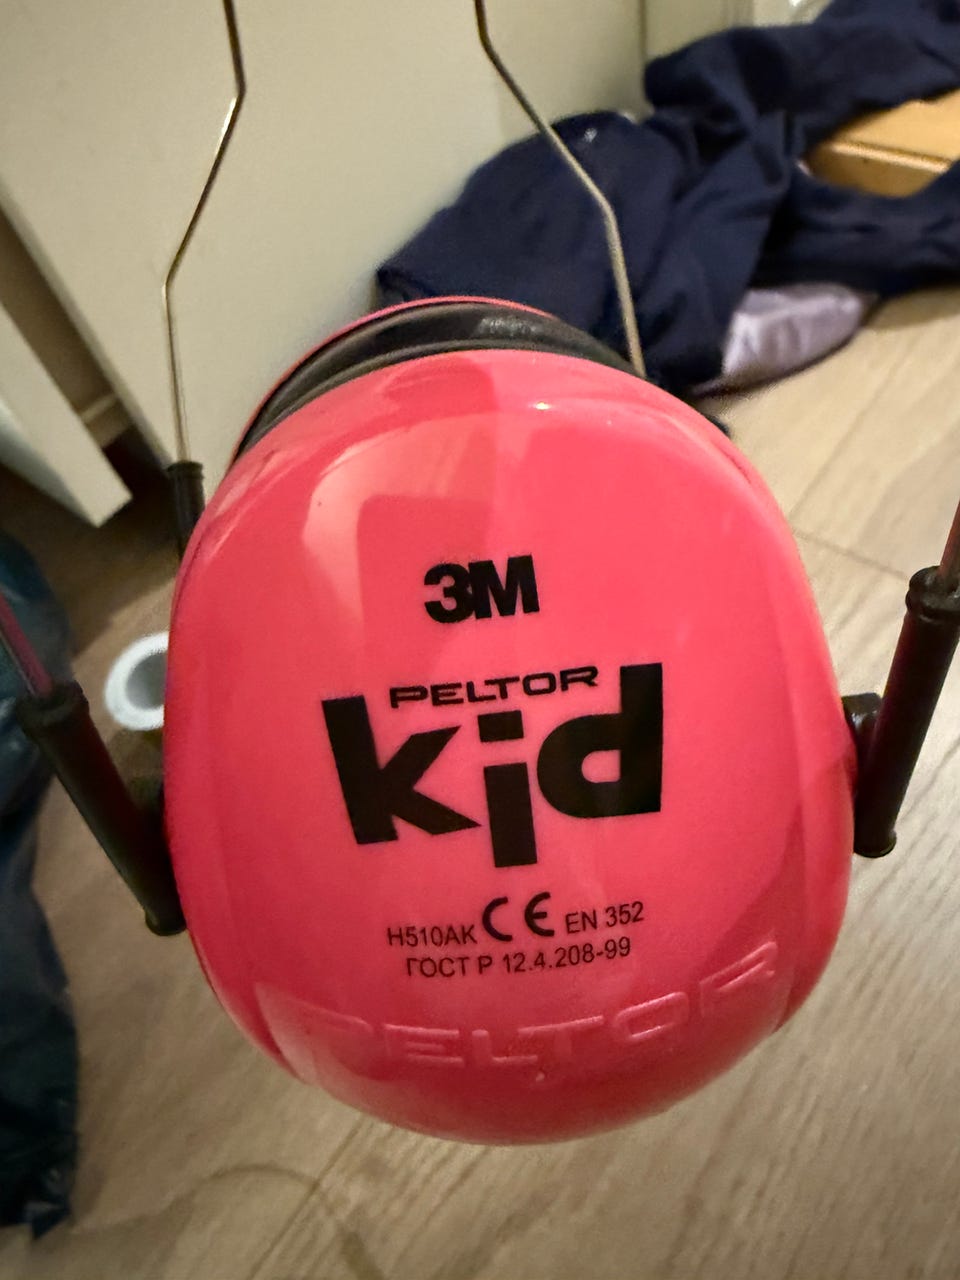 3M
PELTOR
kid
H510AK CE EN 352
ГОСТ Р 12.4.208-99
PELTOR